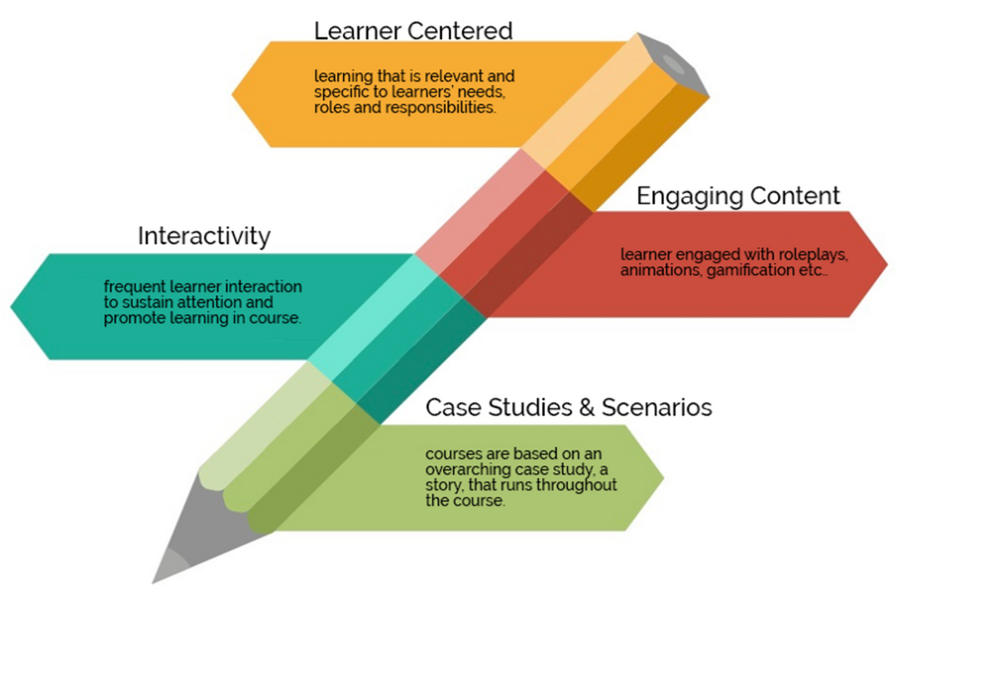 Learner Centered
learning that is relevant and
specific to learners' needs,
roles and responsibilities.
Engaging Content
learner engaged with roleplays,
animations, gamification etc..
Interactivity
frequent learner interaction
to sustain attention and
promote learning in course.
Case Studies & Scenarios
courses are based on an
overarching case study, a
story, that runs throughout
the course.